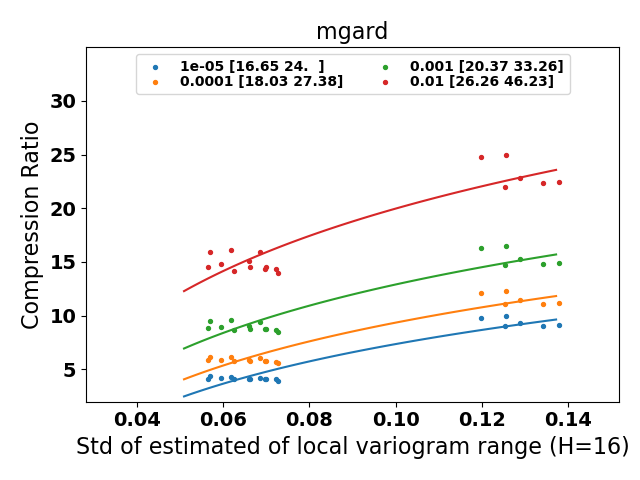 mgard
1e-05 [16.65 24.  ]
0.0001 [18.03 27.38]
0.001 [20.37 33.26]
0.01 [26.26 46.23]
Compression Ratio
30
25
20
15
10
5
0.04 0.06 0.08 0.10 0.12 0.14
Std of estimated of local variogram range (H=16)